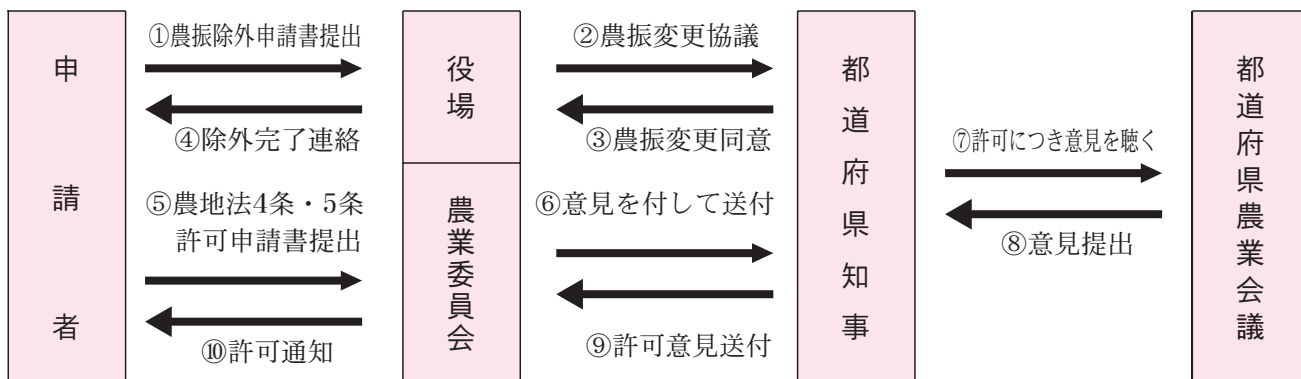 申請者
①農振除外申請書提出
④除外完了連絡
⑤農地法4条・5条
許可申請書提出
⑩許可通知
役場
農業委員会
②農振変更協議
③農振変更同意
⑥意見を付して送付
⑨許可意見送付
都道府県知事
⑦許可につき意見を聴く
⑧意見提出
都道府県農業会議